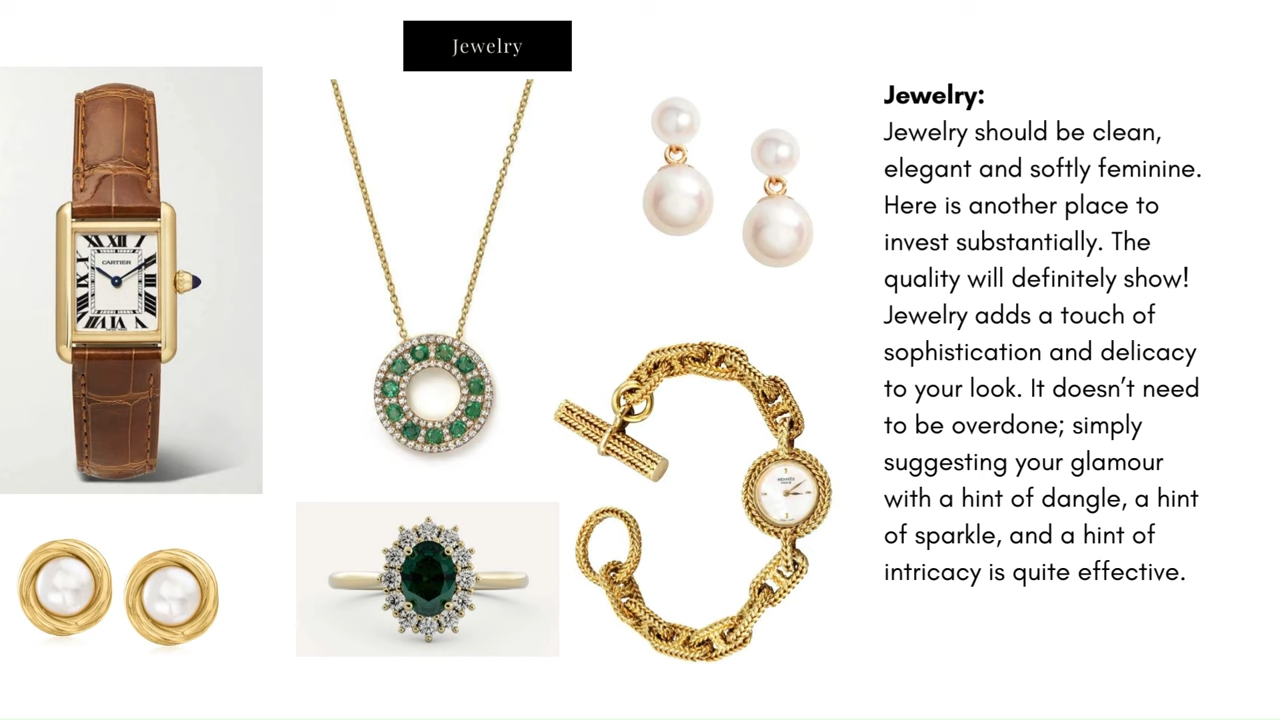 Jewelry
CARTIER
HERMÈS
Jewelry:
Jewelry should be clean,
elegant and softly feminine.
Here is another place to
invest substantially. The
quality will definitely show!
Jewelry adds a touch of
sophistication and delicacy
to your look. It doesn’t need
to be overdone; simply
suggesting your glamour
with a hint of dangle, a hint
of sparkle, and a hint of
intricacy is quite effective.